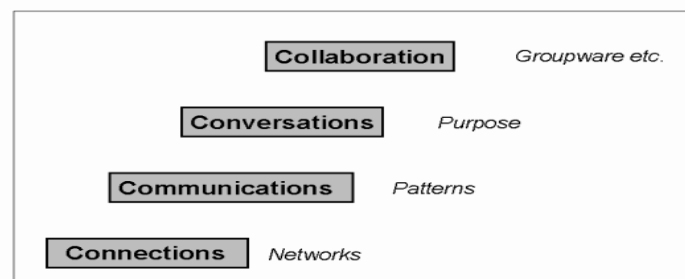 Collaboration Groupware etc.
Conversations Purpose
Communications Patterns
Connections Networks